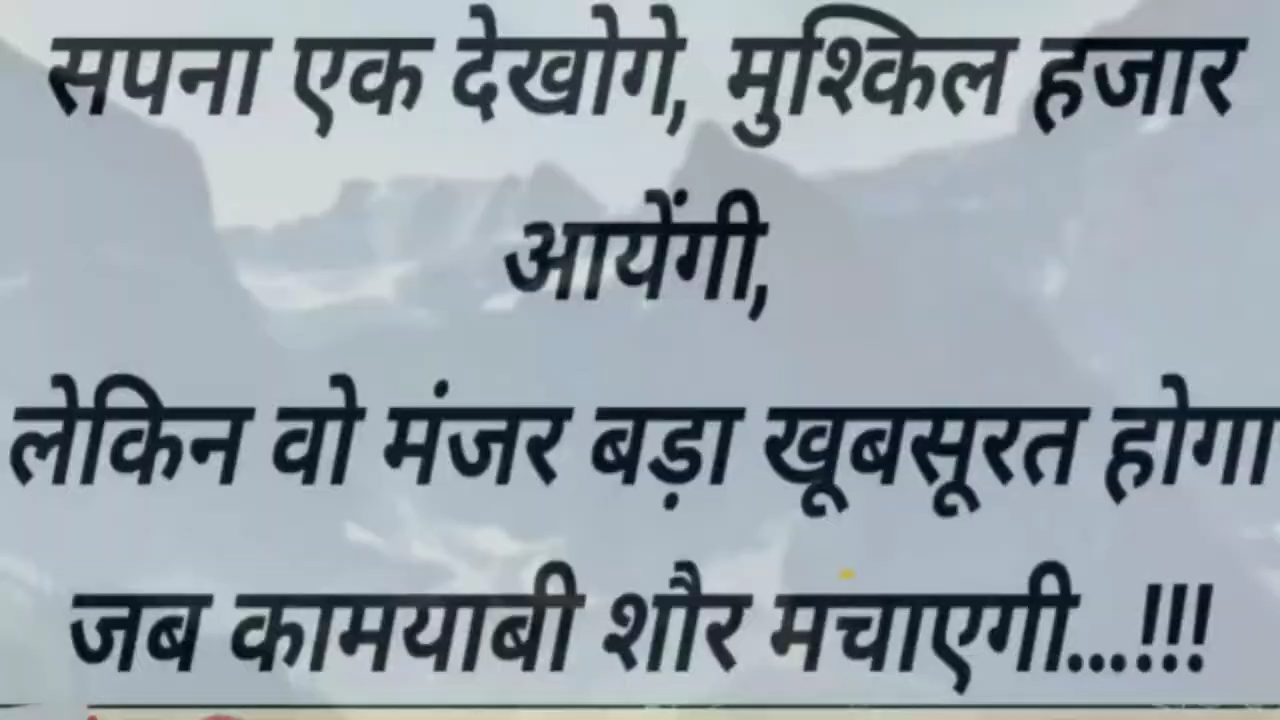 सपना एक देखोगे, मुश्किल हजार
आयेंगी,
लेकिन वो मंजर बड़ा खूबसूरत होगा
जब कामयाबी शौर मचाएगी...!!!